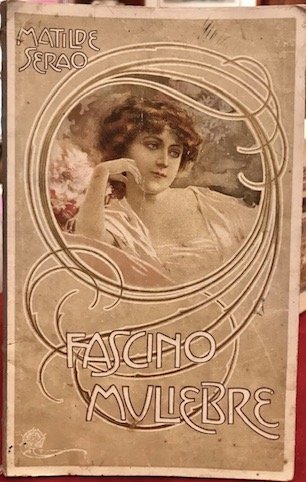 MATILDE
SERAO
FASCINO
MULIEBRE